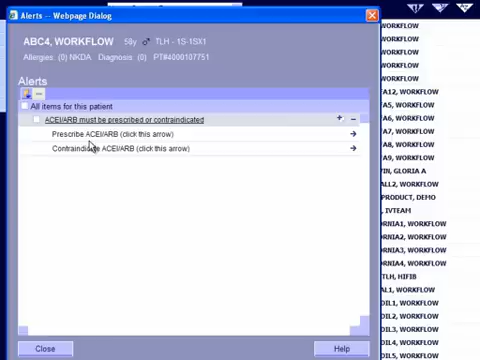 Alerts -- Webpage Dialog
ABC4, WORKFLOW 59y TLH - 1S-1SX1
Allergies: (0) NKDA Diagnosis (0) PT#4000107751
Alerts
All items for this patient
ACEI/ARB must be prescribed or contraindicated
Prescribe ACEI/ARB (click this arrow)
Contraindicate ACEI/ARB (click this arrow)
Close
Help
WORKFLOW
WORKFLOW
WORKFLOW
WORKFLOW
WORKFLOW
FA12, WORKFLOW
A5, WORKFLOW
A6, WORKFLOW
A7, WORKFLOW
A8, WORKFLOW
A9, WORKFLOW
IN, GLORIA A
ALL2, WORKFLOW
PRODUCT, DEMO
, IVTEAM
ORNIA1, WORKFLOW
ORNIA2, WORKFLOW
ORNIA3, WORKFLOW
ORNIA4, WORKFLOW
TLH, HIFIB
AL1, WORKFLOW
DIL1, WORKFLOW
DIL2, WORKFLOW
DIL3, WORKFLOW
DIL4, WORKFLOW
DIL5, WORKFLOW